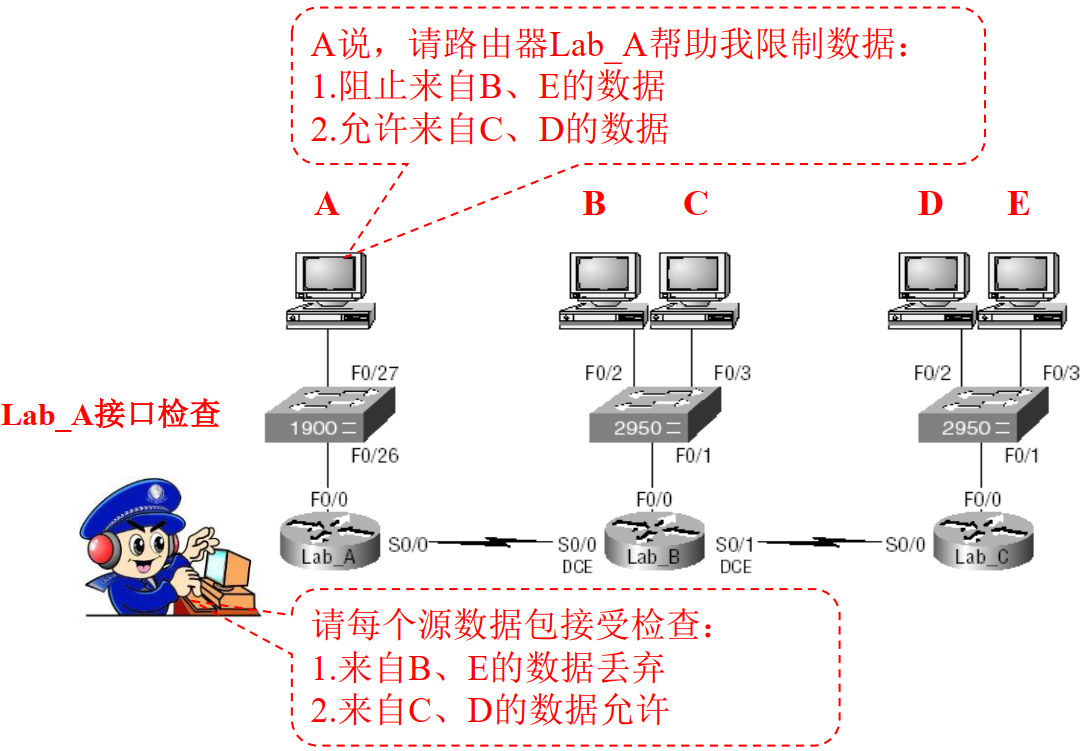 A说，请路由器Lab_A帮助我限制数据：
1.阻止来自B、E的数据
2.允许来自C、D的数据
A
B
C
D
E
F0/27
F0/2
F0/3
F0/2
F0/3
Lab_A接口检查
1900
2950
2950
F0/26
F0/1
F0/1
F0/0
F0/0
F0/0
Lab_A
S0/0
S0/0
DCE
Lab_B
S0/1
DCE
S0/0
Lab_C
请每个源数据包接受检查：
1.来自B、E的数据丢弃
2.来自C、D的数据允许